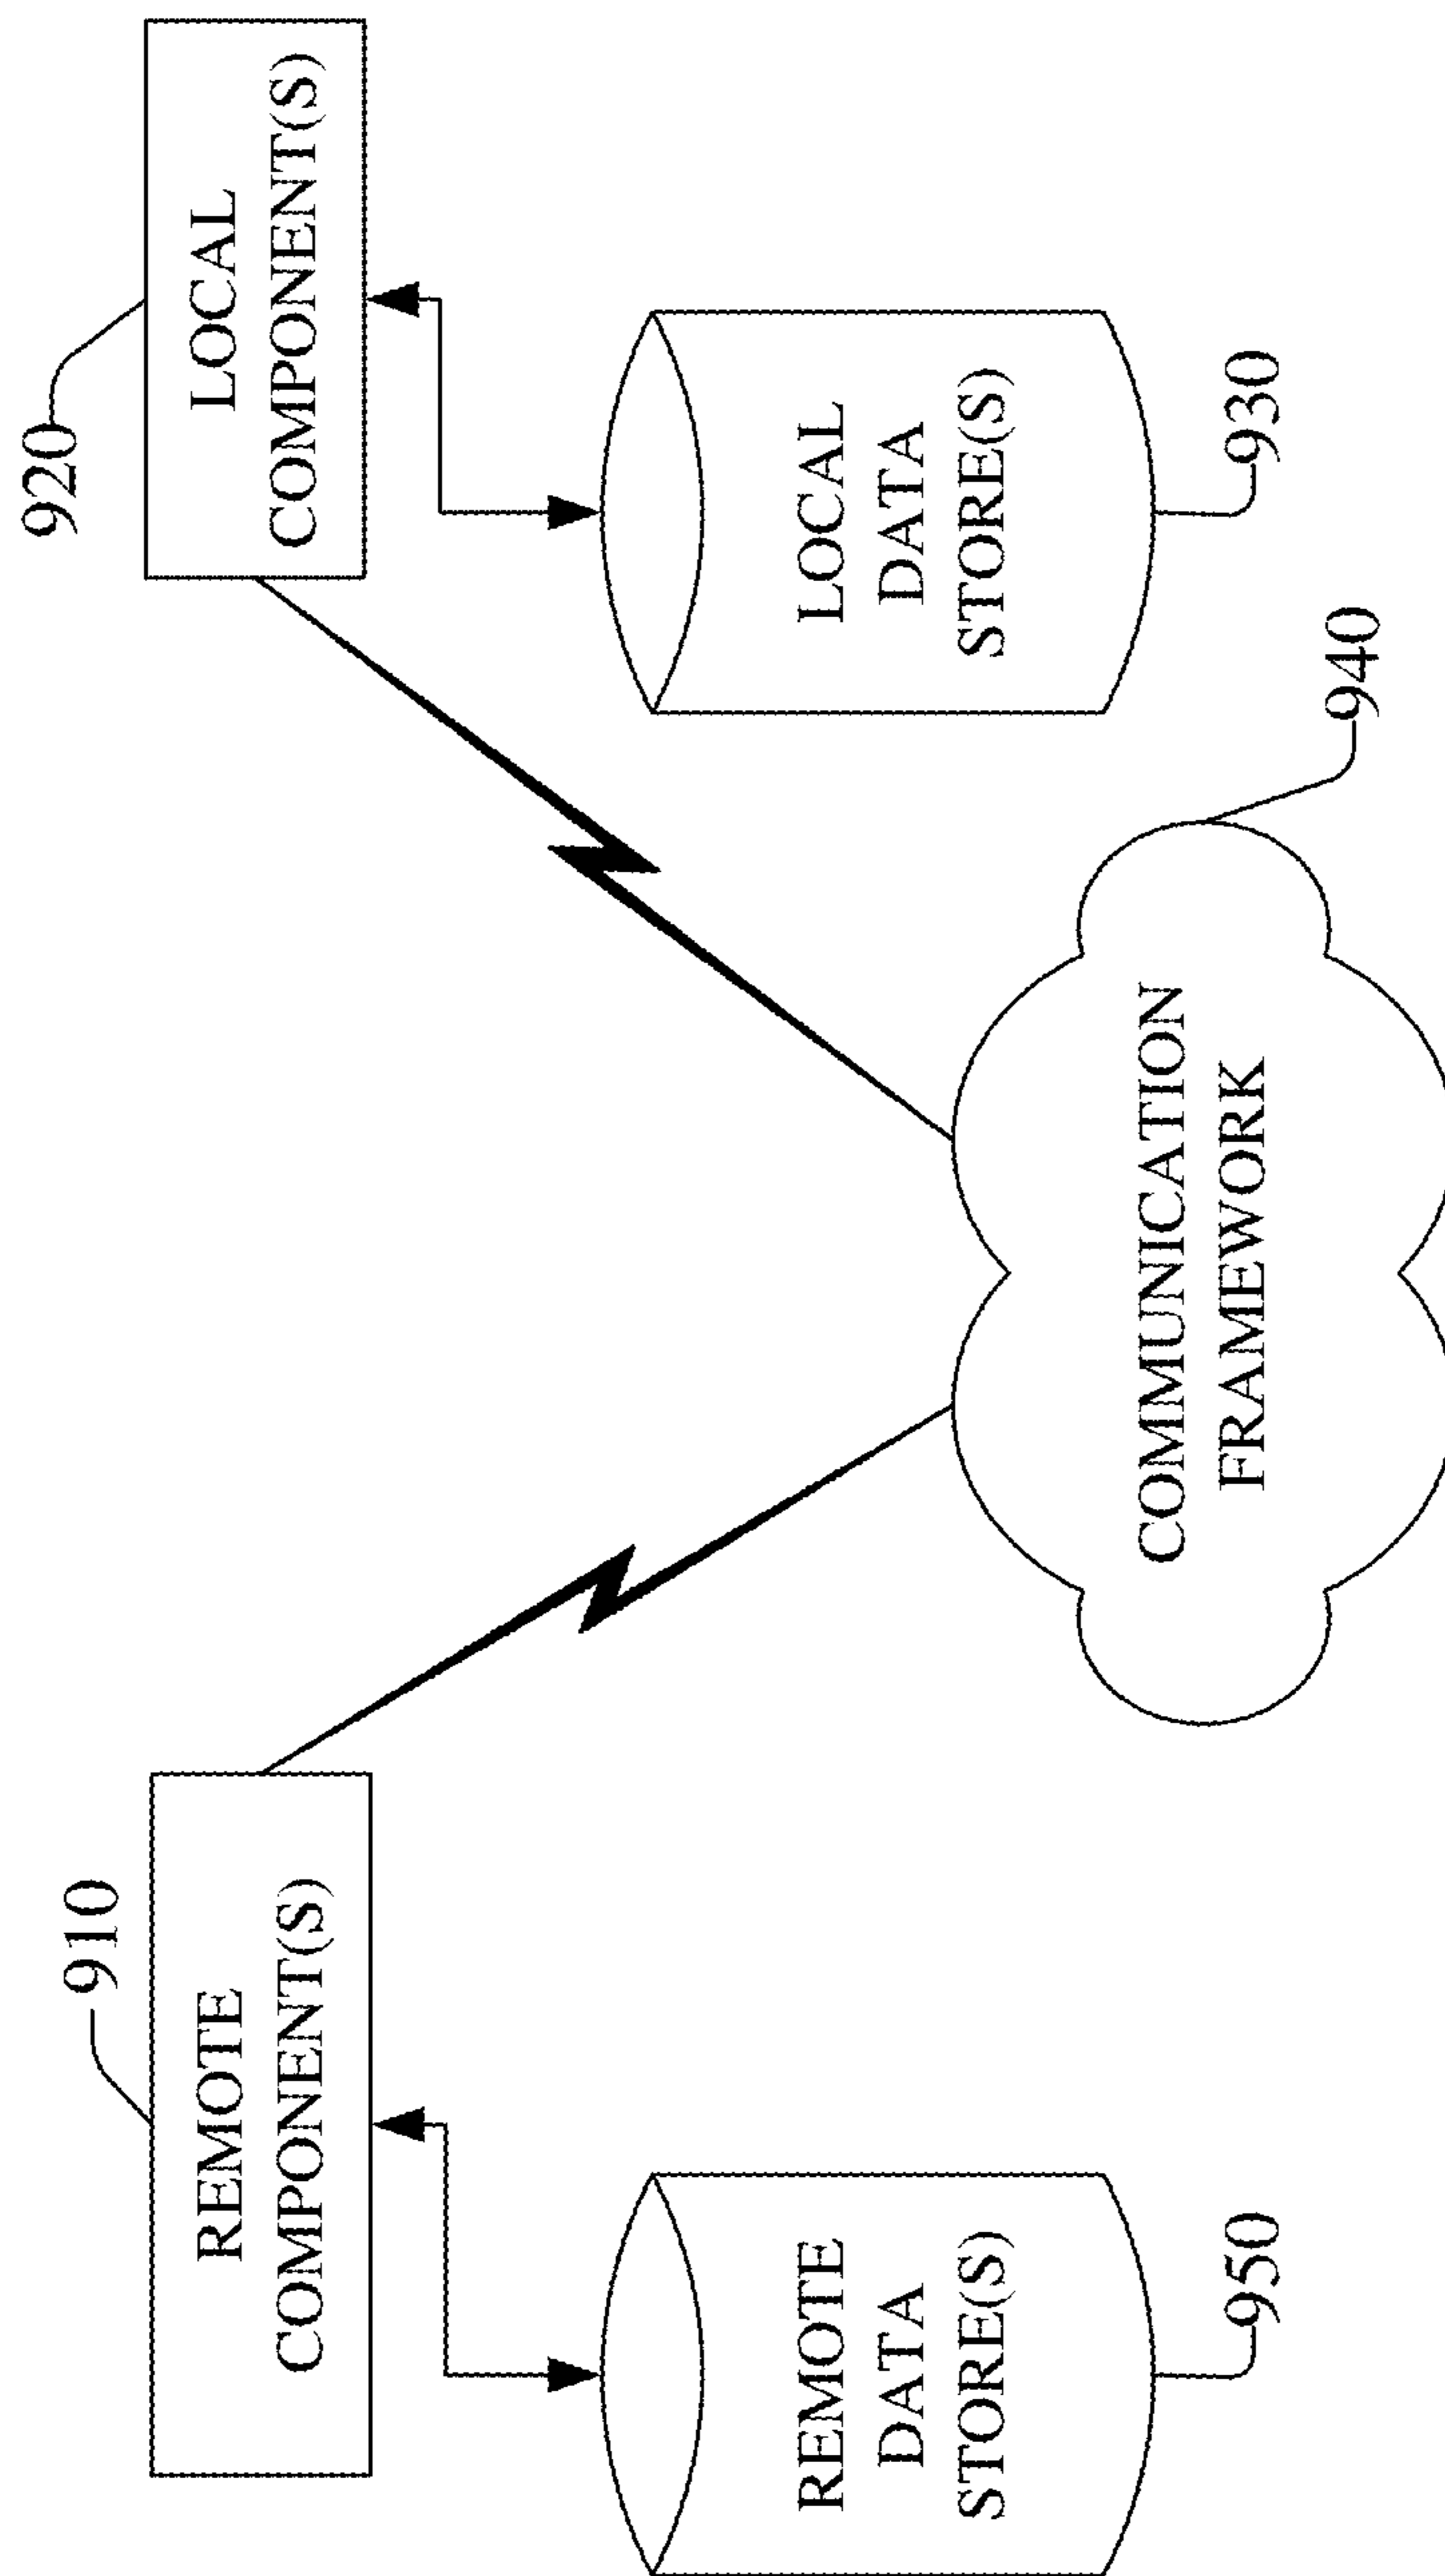 910
920
REMOTE
COMPONENT(S)
LOCAL
COMPONENT(S)
REMOTE
DATA
STORE(S)
950
LOCAL
DATA
STORE(S)
930
COMMUNICATION
FRAMEWORK
940